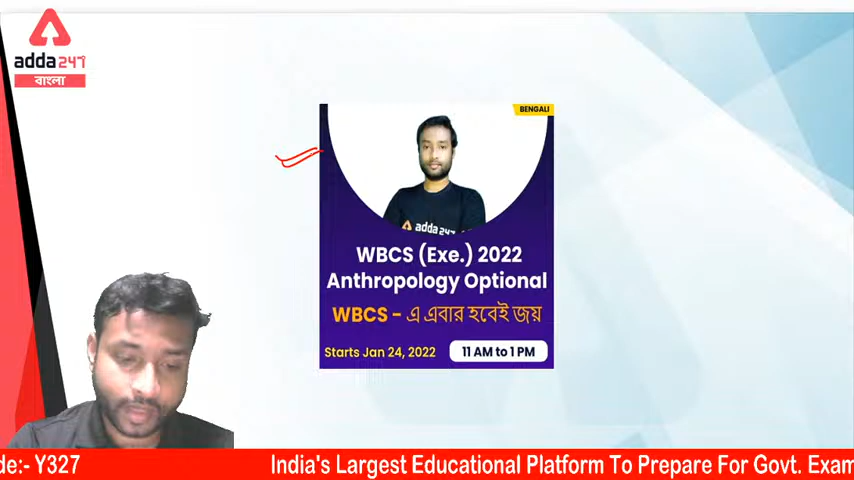 adda247
বাংলা
BENGALI
adda247
WBCS (Exe.) 2022
Anthropology Optional
WBCS - এ এবার হবেই জয়
Starts Jan 24, 2022
11 AM to 1 PM
de:- Y327
India's Largest Educational Platform To Prepare For Govt. Exam